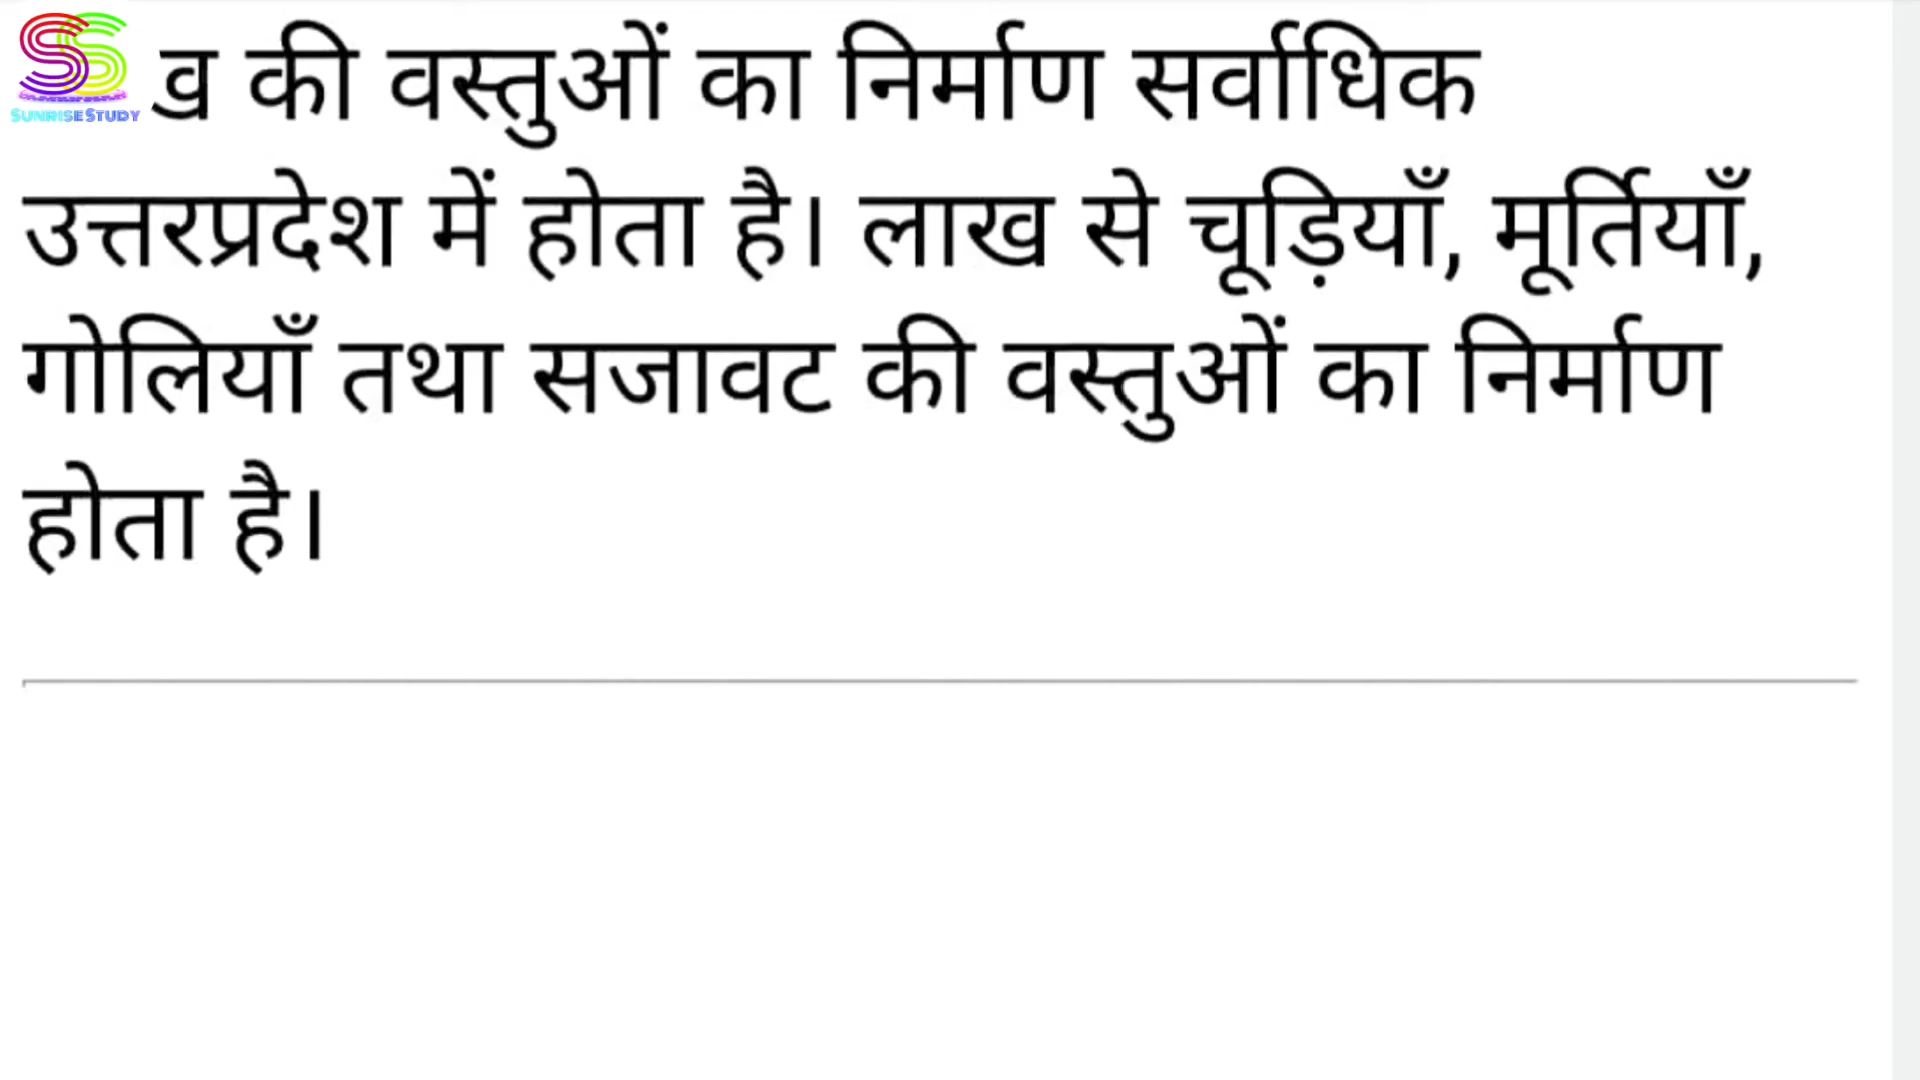 SUNRISE STUDY
ख की वस्तुओं का निर्माण सर्वाधिक
उत्तरप्रदेश में होता है। लाख से चूड़ियाँ, मूर्तियाँ,
गोलियाँ तथा सजावट की वस्तुओं का निर्माण
होता है।